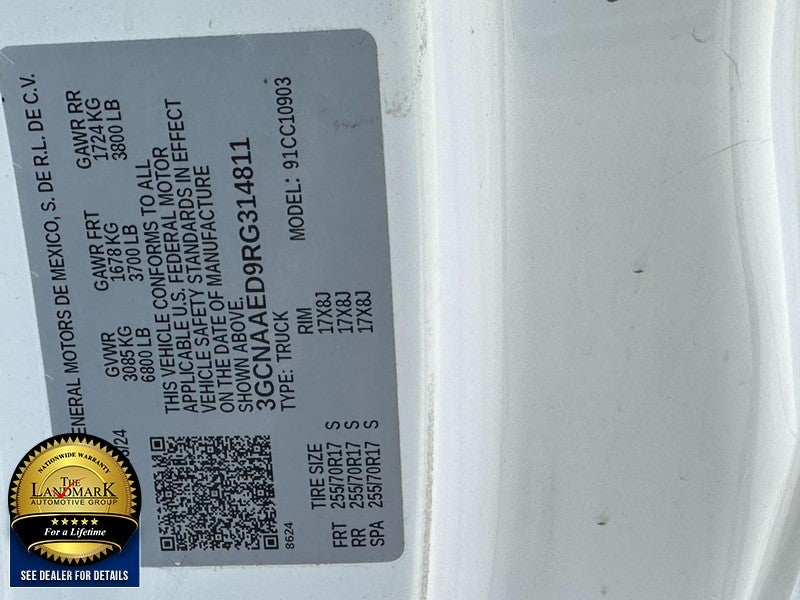 GENERAL MOTORS DE MEXICO, S. DE R.L. DE C.V.
/24
GVWR GAWR FRT GAWR RR
3085 KG 1678 KG 1724 KG
6800 LB 3700 LB 3800 LB
THIS VEHICLE CONFORMS TO ALL
APPLICABLE U.S. FEDERAL MOTOR
VEHICLE SAFETY STANDARDS IN EFFECT
ON THE DATE OF MANUFACTURE
SHOWN ABOVE.
3GCNAAED9RG314811
TYPE: TRUCK MODEL: 91CC10903
8624
TIRE SIZE RIM
FRT 255/70R17 S 17X8J
RR 255/70R17 S 17X8J
SPA 255/70R17 S 17X8J
NATIONWIDE WARRANTY
THE
LANDMARK
AUTOMOTIVE GROUP
For a Lifetime
SEE DEALER FOR DETAILS